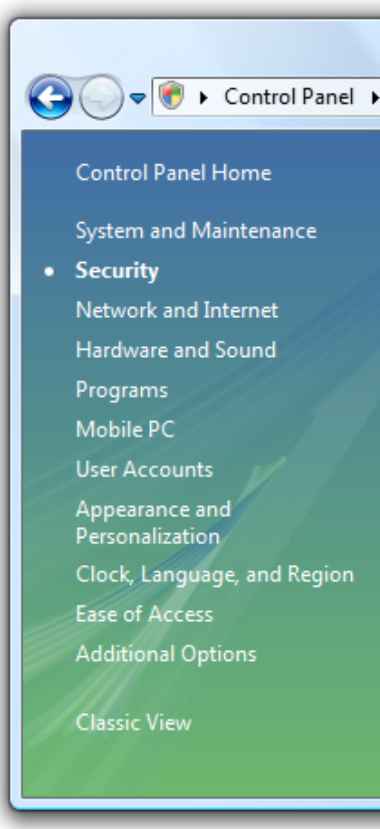 Control Panel
Control Panel Home
System and Maintenance
Security
Network and Internet
Hardware and Sound
Programs
Mobile PC
User Accounts
Appearance and
Personalization
Clock, Language, and Region
Ease of Access
Additional Options
Classic View